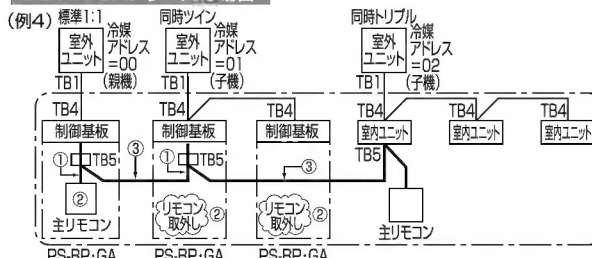 (例4)
標準1:1
室外
ユニット
冷媒
アドレス
=00
(親機)
TB1
同時ツイン
室外
ユニット
冷媒
アドレス
=01
(子機)
TB1
同時トリプル
室外
ユニット
冷媒
アドレス
=02
(子機)
TB1
TB4
制御基板
TB4
制御基板
TB4
制御基板
TB4
室内ユニット
TB4
室内ユニット
TB4
室内ユニット
①
TB5
③
①
TB5
③
TB5
②
主リモコン
リモコン
取外し
②
リモコン
取外し
②
主リモコン
PS-RP・GA
PS-RP・GA
PS-RP・GA